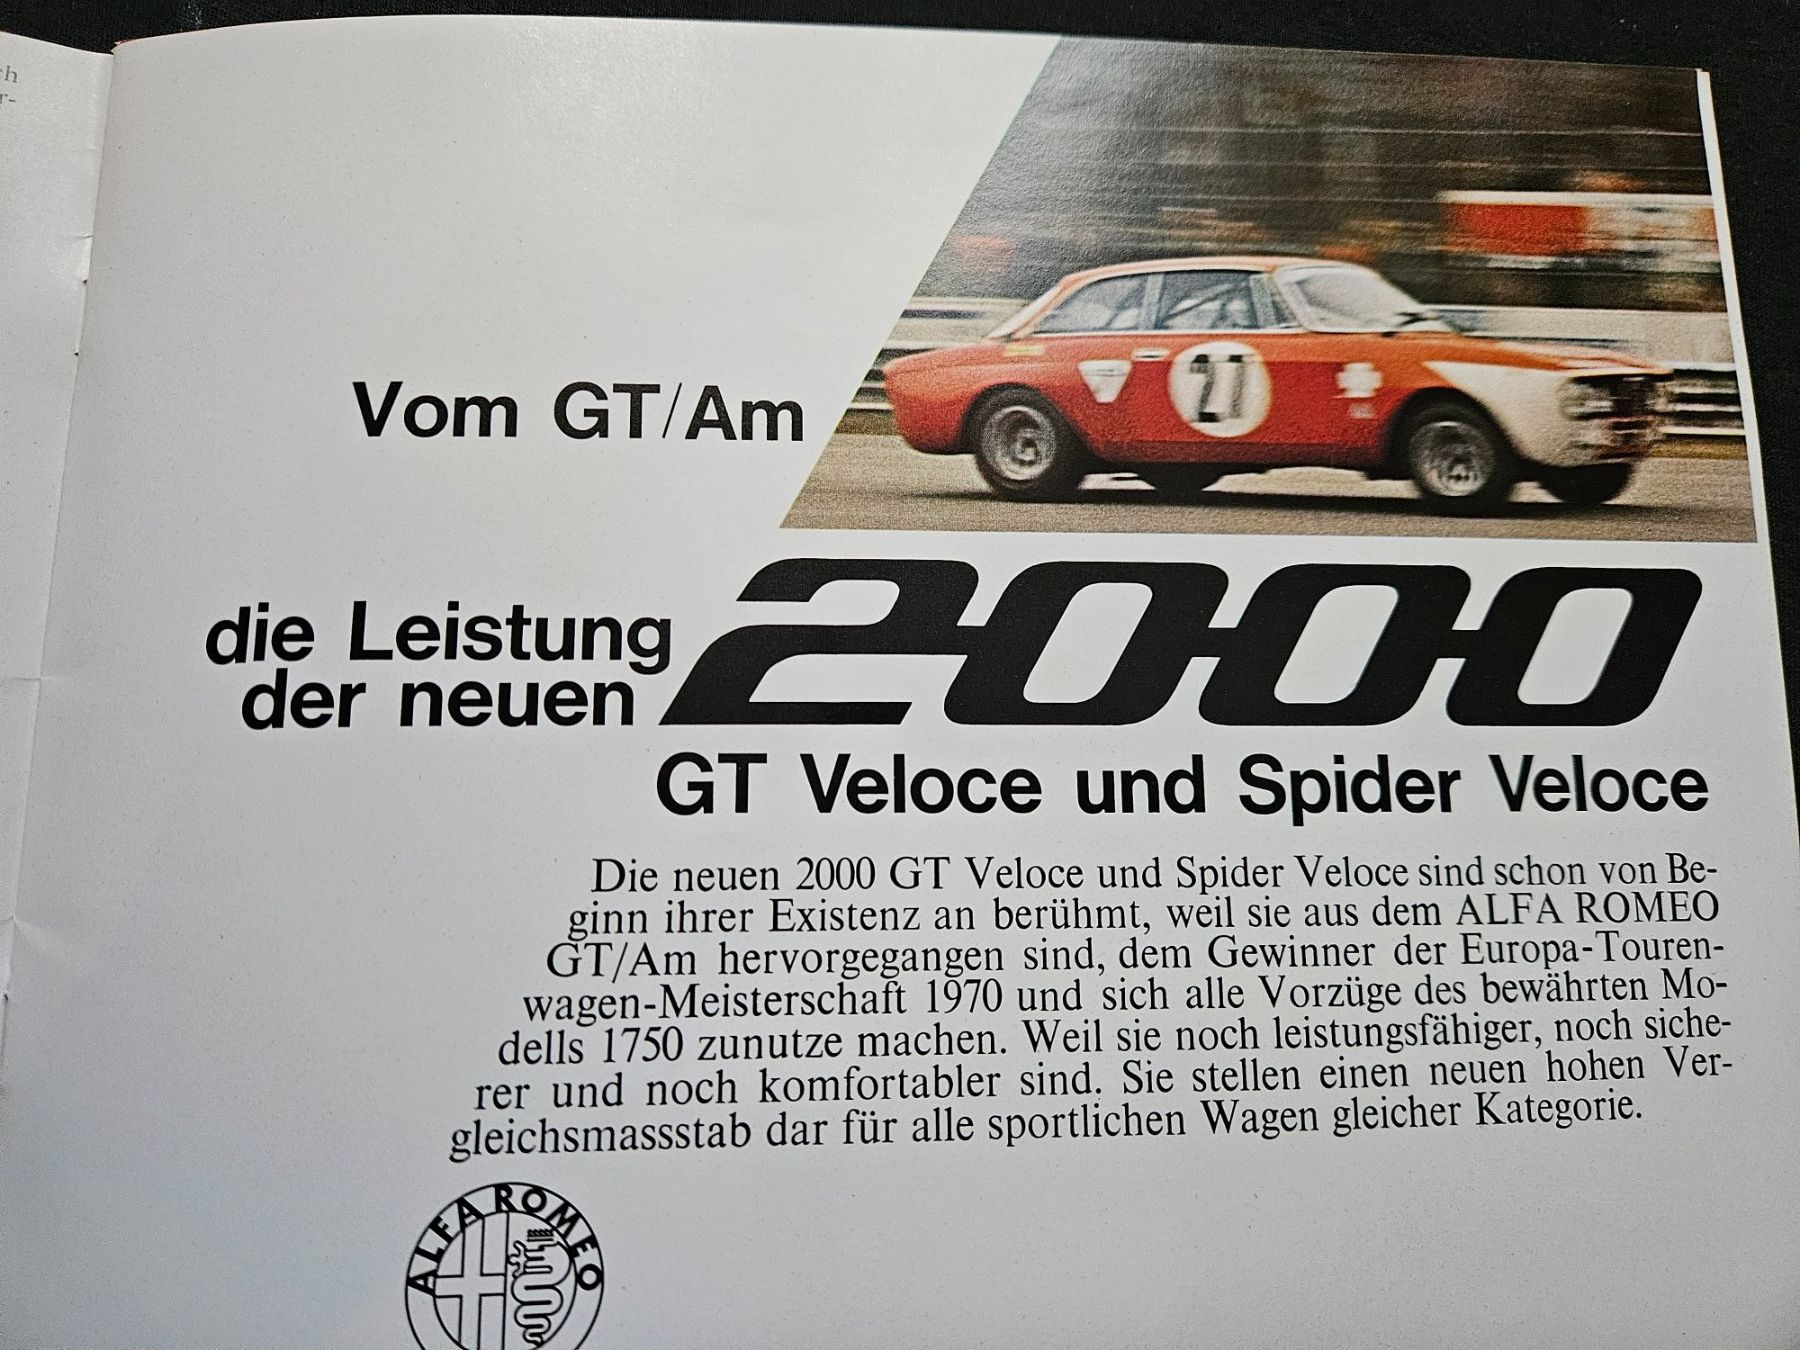 ch
r-
21
Vom GT/Am
die Leistung
der neuen
2000
GT Veloce und Spider Veloce
Die neuen 2000 GT Veloce und Spider Veloce sind schon von Be-
ginn ihrer Existenz an berühmt, weil sie aus dem ALFA ROMEO
GT/Am hervorgegangen sind, dem Gewinner der Europa-Touren-
wagen-Meisterschaft 1970 und sich alle Vorzüge des bewährten Mo-
dells 1750 zunutze machen. Weil sie noch leistungsfähiger, noch siche-
rer und noch komfortabler sind. Sie stellen einen neuen hohen Ver-
gleichsmassstab dar für alle sportlichen Wagen gleicher Kategorie.
ALFA ROMEO